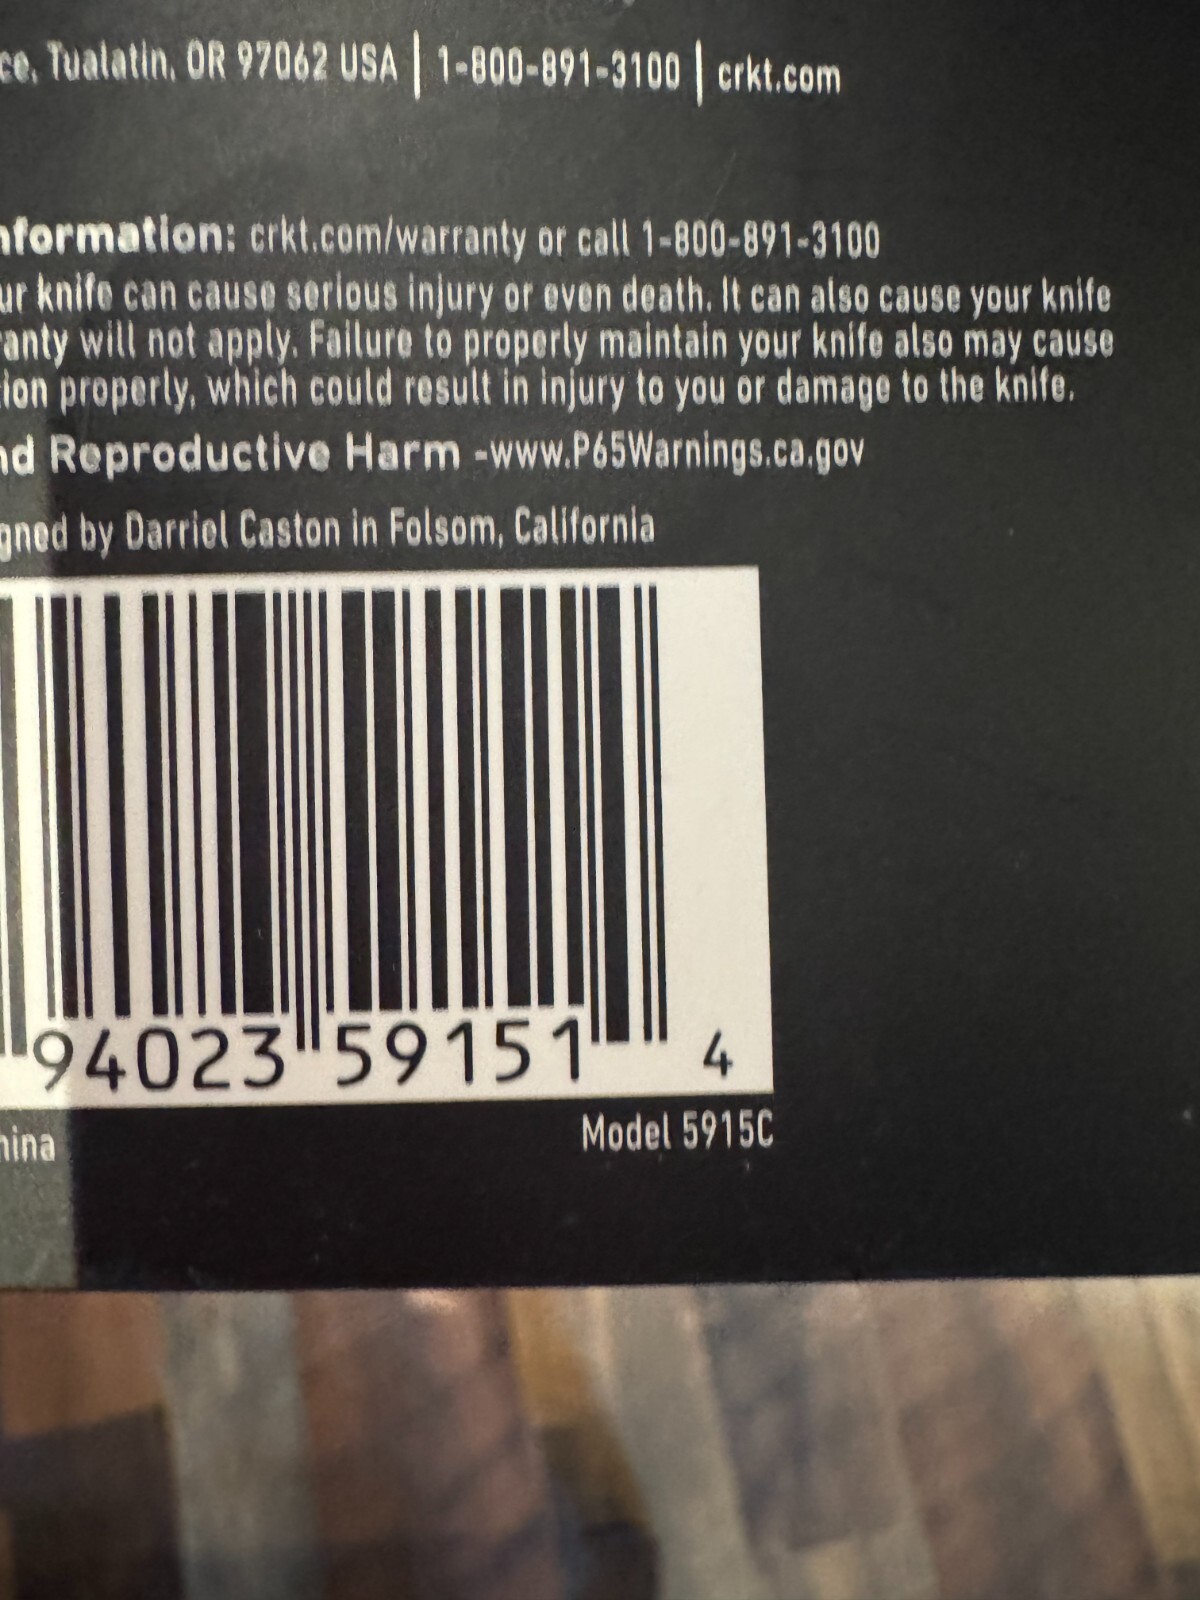 ce, Tualatin, OR 97062 USA | 1-800-891-3100 | crkt.com
nformation: crkt.com/warranty or call 1-800-891-3100
ur knife can cause serious injury or even death. It can also cause your knife
ranty will not apply. Failure to properly maintain your knife also may cause
tion properly, which could result in injury to you or damage to the knife.
nd Reproductive Harm -www.P65Warnings.ca.gov
gned by Darriel Caston in Folsom, California
94023 59151 4
hina
Model 5915C